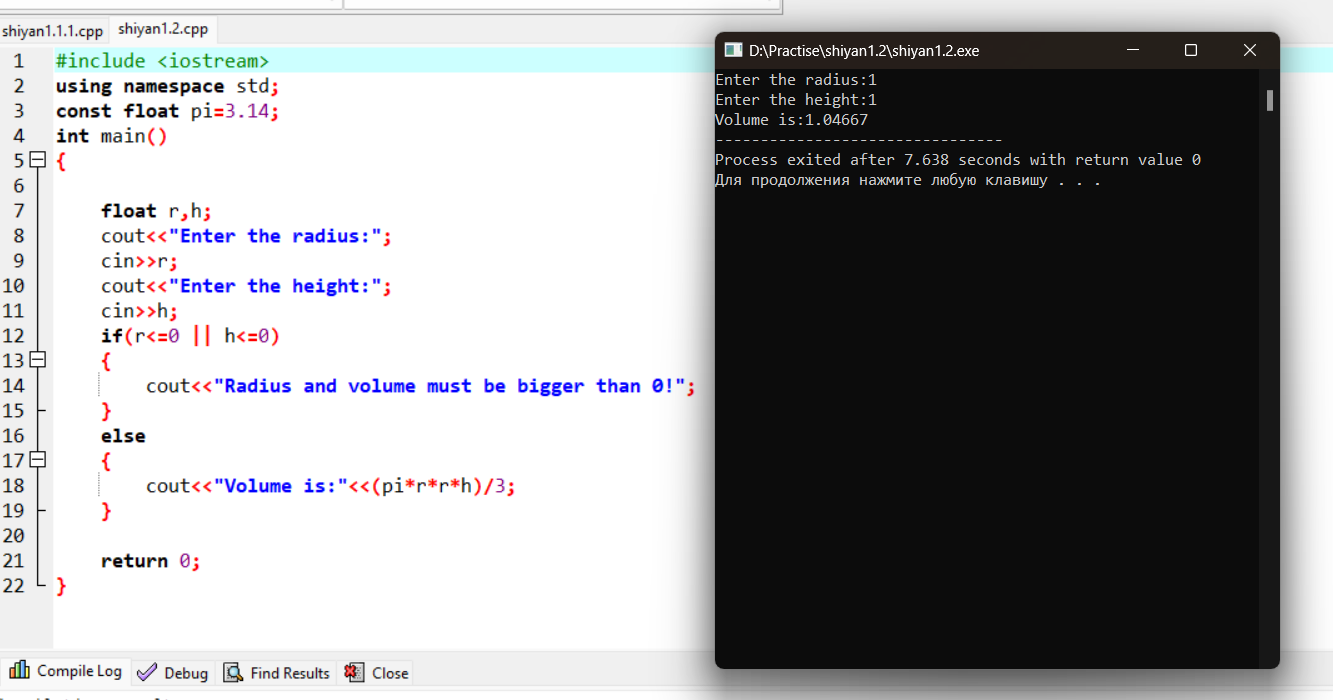 shiyan1.1.1.cpp shiyan1.2.cpp
1 #include <iostream>
2 using namespace std;
3 const float pi=3.14;
4 int main()
5 {
6
7 float r,h;
8 cout<<"Enter the radius:";
9 cin>>r;
10 cout<<"Enter the height:";
11 cin>>h;
12 if(r<=0 || h<=0)
13 {
14 cout<<"Radius and volume must be bigger than 0!";
15 }
16 else
17 {
18 cout<<"Volume is:"<<(pi*r*r*h)/3;
19 }
20
21 return 0;
22 }
D:\Practise\shiyan1.2\shiyan1.2.exe
Enter the radius:1
Enter the height:1
Volume is:1.04667
--------------------------------
Process exited after 7.638 seconds with return value 0
Для продолжения нажмите любую клавишу . . .
Compile Log Debug Find Results Close